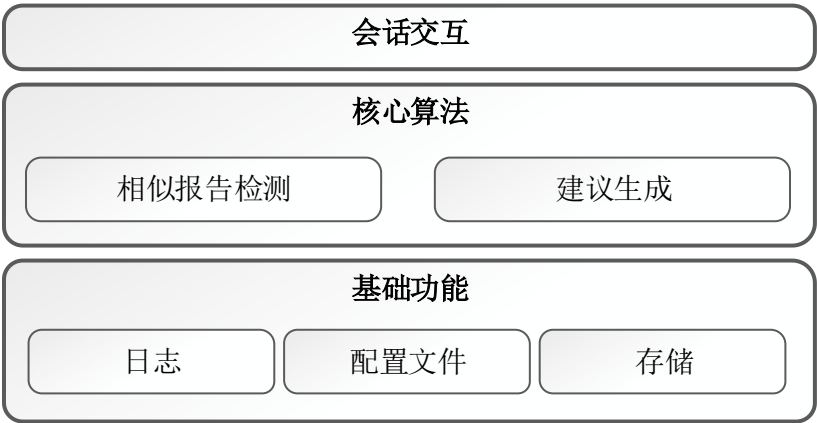 会话交互
核心算法
相似报告检测
建议生成
基础功能
日志
配置文件
存储